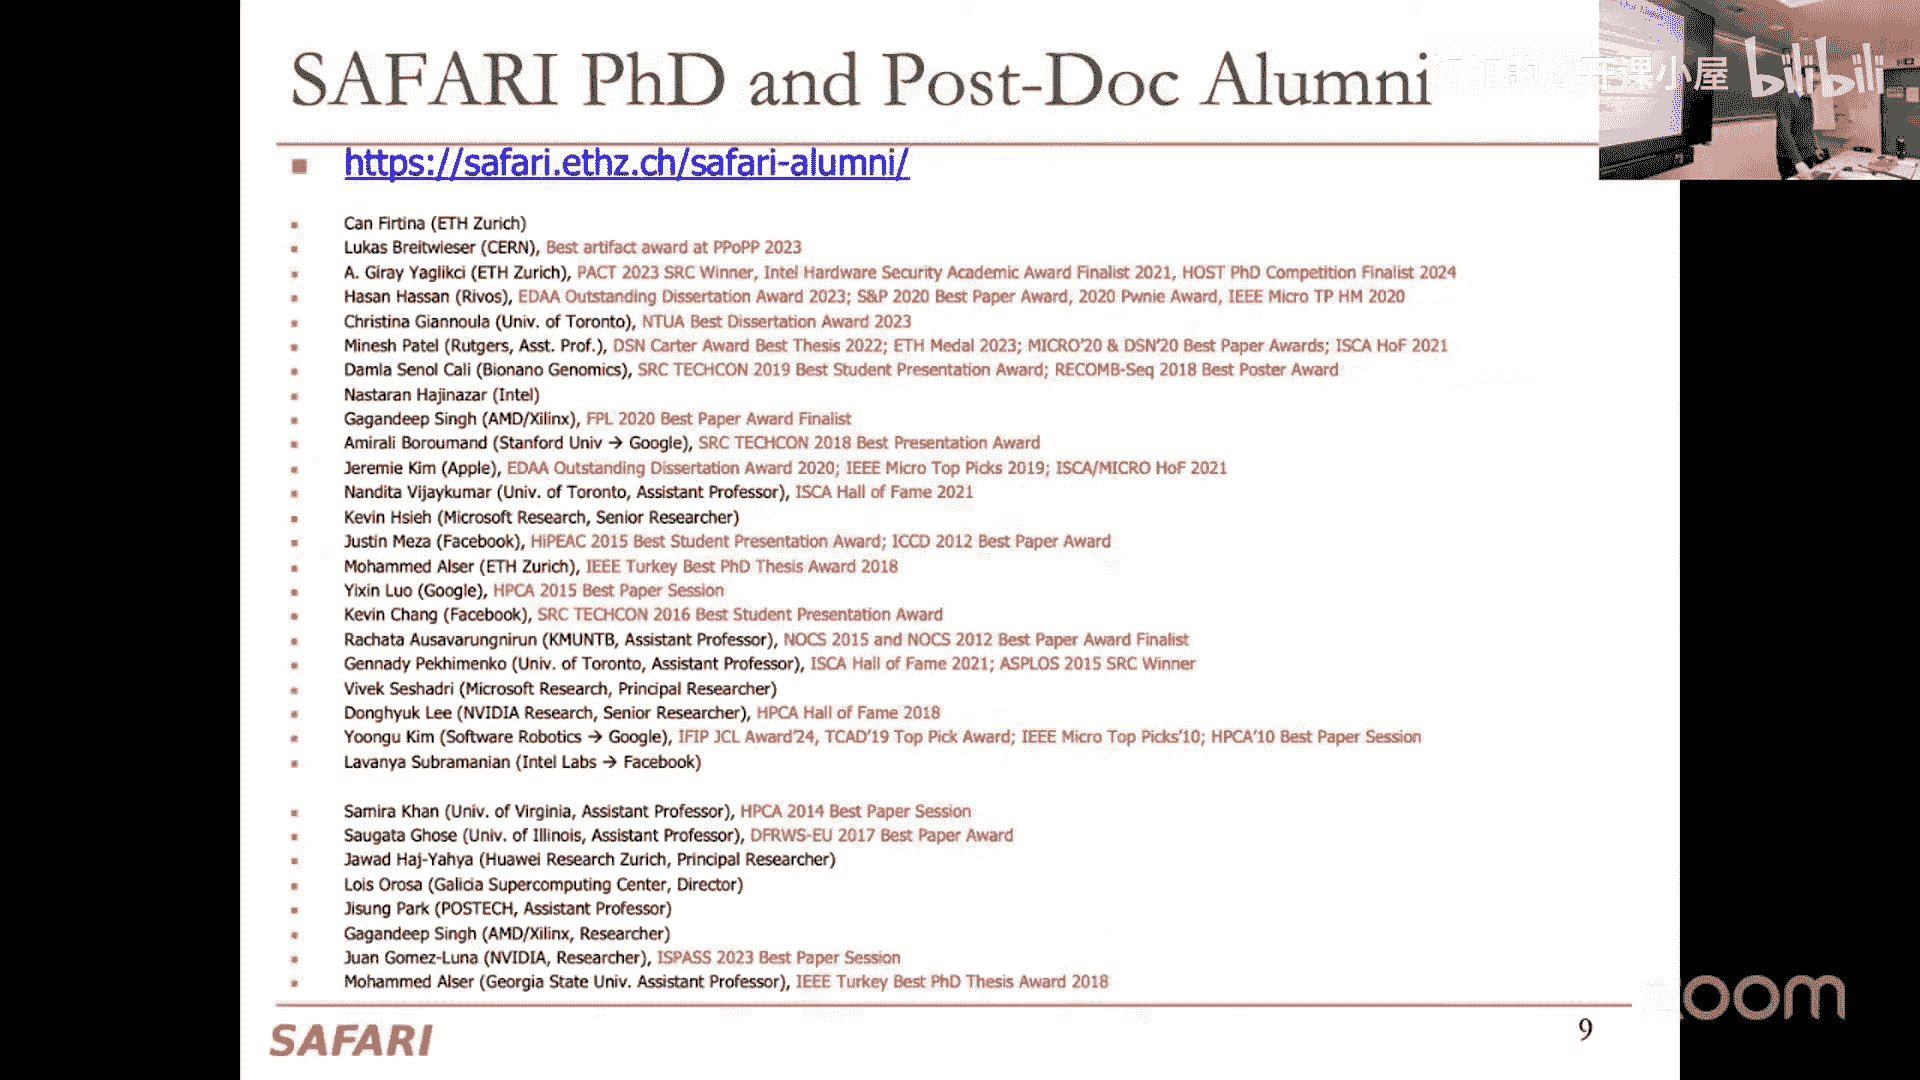 SAFARI PhD and Post-Doc Alumni
开课小屋 bilibili
https://safari.ethz.ch/safari-alumni/
Can Firtina (ETH Zurich)
Lukas Breitwieser (CERN), Best artifact award at PPoPP 2023
A. Giray Yaglikci (ETH Zurich), PACT 2023 SRC Winner, Intel Hardware Security Academic Award Finalist 2021, HOST PhD Competition Finalist 2024
Hasan Hassan (Rivos), EDAA Outstanding Dissertation Award 2023; S&P 2020 Best Paper Award, 2020 Pwnie Award, IEEE Micro TP HM 2020
Christina Giannoula (Univ. of Toronto), NTUA Best Dissertation Award 2023
Minesh Patel (Rutgers, Asst. Prof.), DSN Carter Award Best Thesis 2022; ETH Medal 2023; MICRO'20 & DSN'20 Best Paper Awards; ISCA HoF 2021
Damla Senol Cali (Bionano Genomics), SRC TECHCON 2019 Best Student Presentation Award; RECOMB-Seq 2018 Best Poster Award
Nastaran Hajinazar (Intel)
Gagandeep Singh (AMD/Xilinx), FPL 2020 Best Paper Award Finalist
Amirali Boroumand (Stanford Univ → Google), SRC TECHCON 2018 Best Presentation Award
Jeremie Kim (Apple), EDAA Outstanding Dissertation Award 2020; IEEE Micro Top Picks 2019; ISCA/MICRO HoF 2021
Nandita Vijaykumar (Univ. of Toronto, Assistant Professor), ISCA Hall of Fame 2021
Kevin Hsieh (Microsoft Research, Senior Researcher)
Justin Meza (Facebook), HiPEAC 2015 Best Student Presentation Award; ICCD 2012 Best Paper Award
Mohammed Alser (ETH Zurich), IEEE Turkey Best PhD Thesis Award 2018
Yixin Luo (Google), HPCA 2015 Best Paper Session
Kevin Chang (Facebook), SRC TECHCON 2016 Best Student Presentation Award
Rachata Ausavarungnirun (KMUNTB, Assistant Professor), NOCS 2015 and NOCS 2012 Best Paper Award Finalist
Gennady Pekhimenko (Univ. of Toronto, Assistant Professor), ISCA Hall of Fame 2021; ASPLOS 2015 SRC Winner
Vivek Seshadri (Microsoft Research, Principal Researcher)
Donghyuk Lee (NVIDIA Research, Senior Researcher), HPCA Hall of Fame 2018
Yoongu Kim (Software Robotics → Google), IFIP JCL Award'24, TCAD'19 Top Pick Award; IEEE Micro Top Picks'10; HPCA'10 Best Paper Session
Lavanya Subramanian (Intel Labs → Facebook)
Samira Khan (Univ. of Virginia, Assistant Professor), HPCA 2014 Best Paper Session
Saugata Ghose (Univ. of Illinois, Assistant Professor), DFRWS-EU 2017 Best Paper Award
Jawad Haj-Yahya (Huawei Research Zurich, Principal Researcher)
Lois Orosa (Galicia Supercomputing Center, Director)
Jisung Park (POSTECH, Assistant Professor)
Gagandeep Singh (AMD/Xilinx, Researcher)
Juan Gomez-Luna (NVIDIA, Researcher), ISPASS 2023 Best Paper Session
Mohammed Alser (Georgia State Univ. Assistant Professor), IEEE Turkey Best PhD Thesis Award 2018
zoom
SAFARI
9